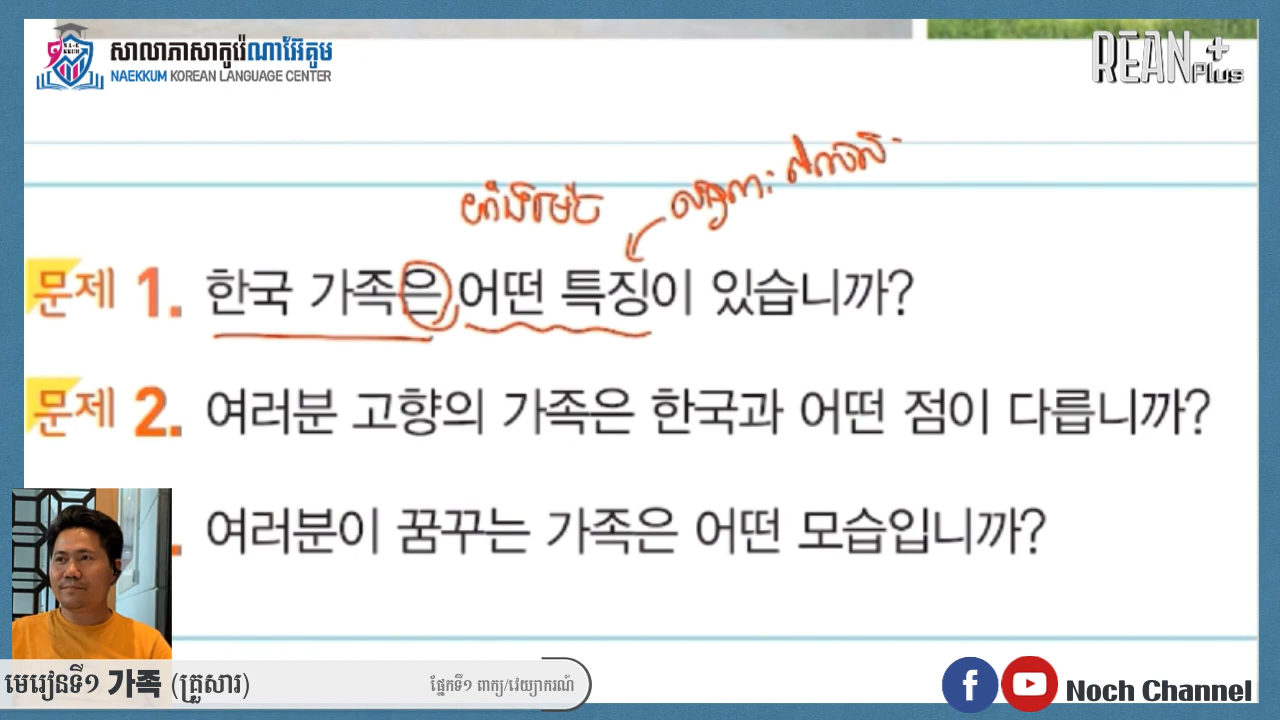 សាលាភាសាកូរ៉េណាអ៊ែគូម
NAEKKUM KOREAN LANGUAGE CENTER
REAN + Plus
យ៉ាងម៉េច
문제 1. 한국 가족은 어떤 특징이 있습니까?
문제 2. 여러분 고향의 가족은 한국과 어떤 점이 다릅니까?
여러분이 꿈꾸는 가족은 어떤 모습입니까?
មេរៀនទី១ 가족 (គ្រួសារ)
ផ្នែកទី១ ពាក្យ/វេយ្យាករណ៍
Noch Channel